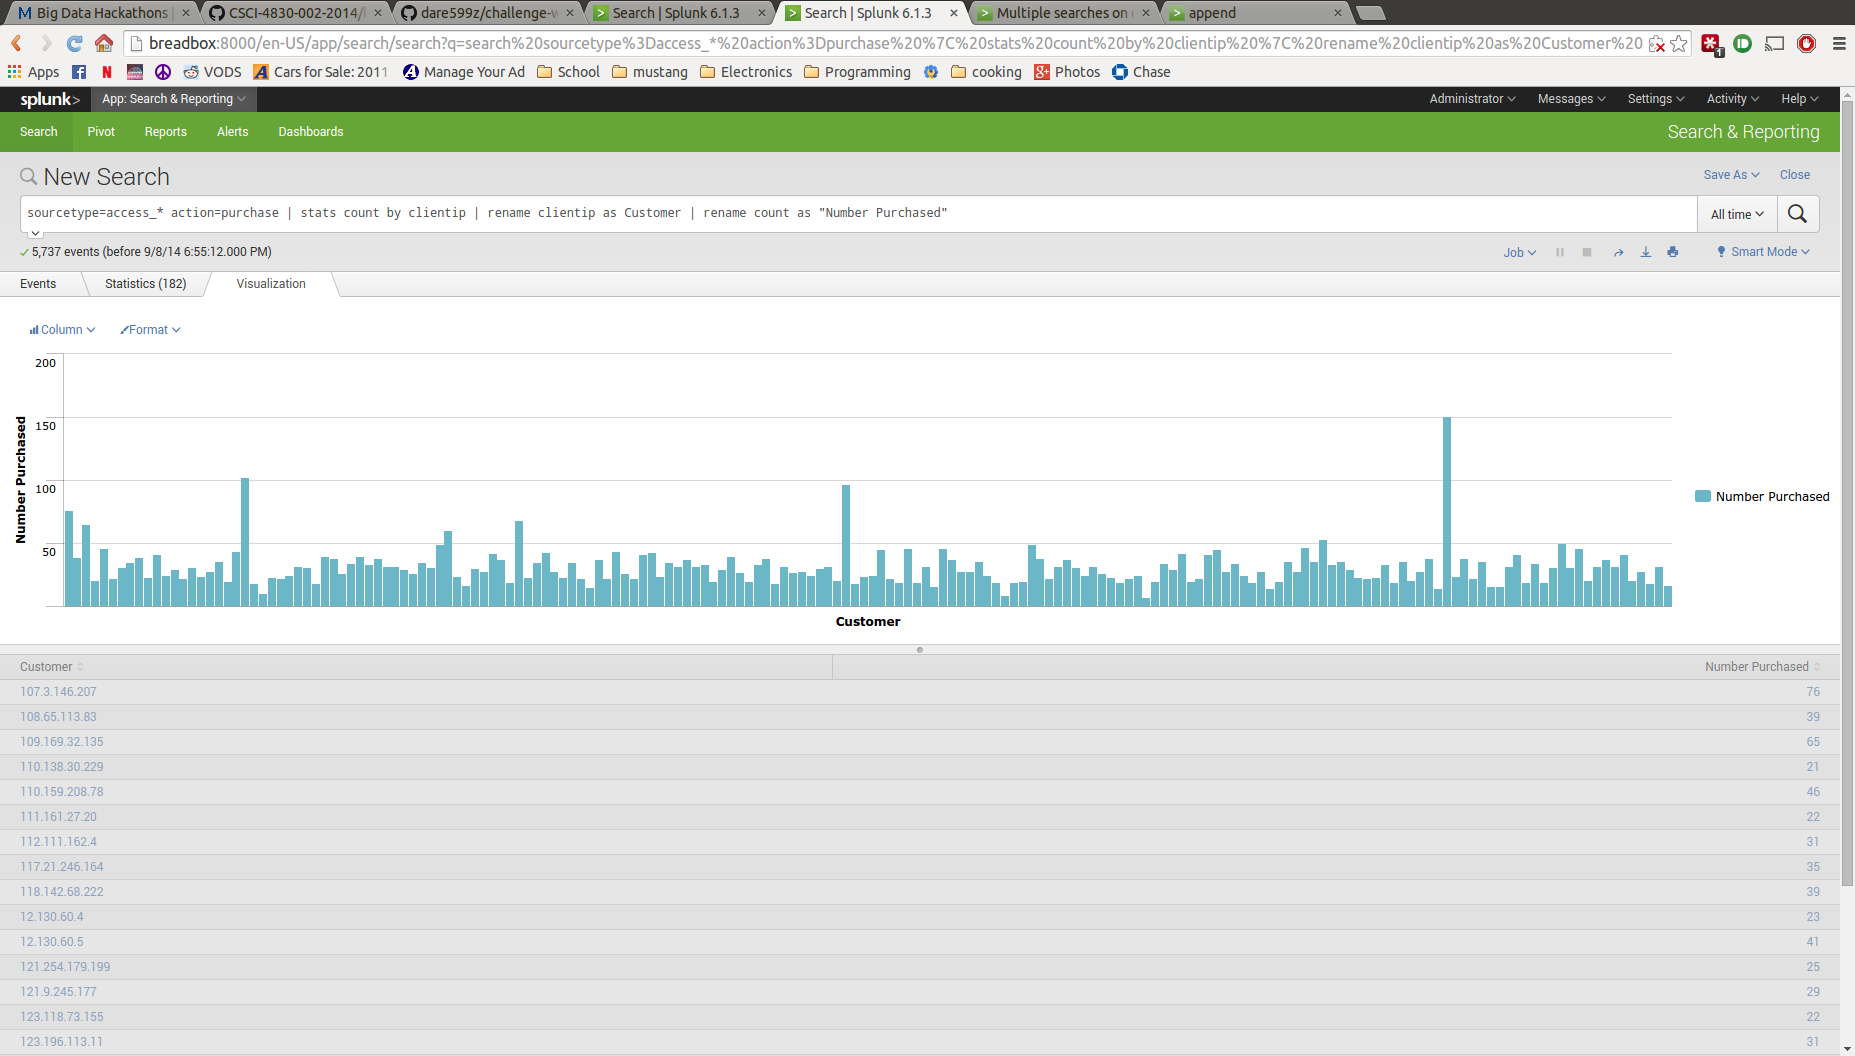 Big Data Hackathons |
CSCI-4830-002-2014/
dare599z/challenge-
Search | Splunk 6.1.3
Search | Splunk 6.1.3
Multiple searches on
append
breadbox:8000/en-US/app/search/search?q=search%20sourcetype%3Daccess_*%20action%3Dpurchase%20%7C%20stats%20count%20by%20clientip%20%7C%20rename%20clientip%20as%20Customer%20
1
Apps VODS Cars for Sale: 2011 Manage Your Ad School mustang Electronics Programming cooking Photos Chase
splunk> App: Search & Reporting Administrator Messages Settings Activity Help
Search Pivot Reports Alerts Dashboards Search & Reporting
New Search Save As Close
sourcetype=access_* action=purchase | stats count by clientip | rename clientip as Customer | rename count as "Number Purchased" All time
5,737 events (before 9/8/14 6:55:12.000 PM) Job Smart Mode
Events Statistics (182) Visualization
Column Format
200
150
100
50
Number Purchased
Number Purchased
Customer
Customer Number Purchased
107.3.146.207 76
108.65.113.83 39
109.169.32.135 65
110.138.30.229 21
110.159.208.78 46
111.161.27.20 22
112.111.162.4 31
117.21.246.164 35
118.142.68.222 39
12.130.60.4 23
12.130.60.5 41
121.254.179.199 25
121.9.245.177 29
123.118.73.155 22
123.196.113.11 31